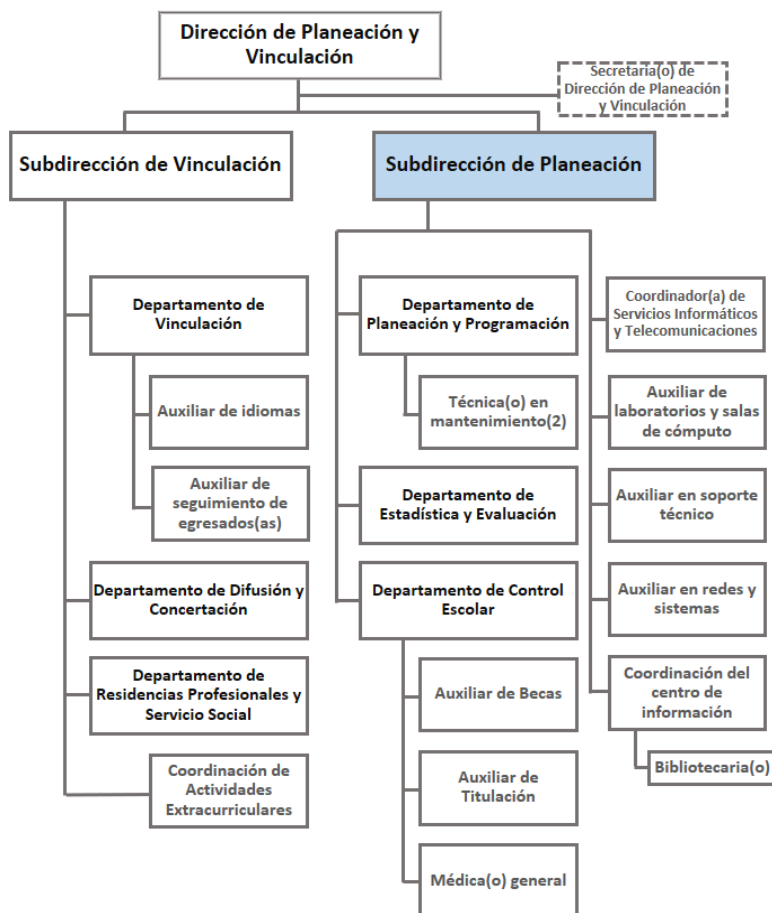 Dirección de Planeación y
Vinculación
Secretaria(o) de
Dirección de Planeación
y Vinculación
Subdirección de Vinculación
Subdirección de Planeación
Departamento de
Vinculación
Auxiliar de idiomas
Auxiliar de
seguimiento de
egresados(as)
Departamento de Difusión y
Concertación
Departamento de
Residencias Profesionales y
Servicio Social
Coordinación de
Actividades
Extracurriculares
Departamento de
Planeación y Programación
Técnica(o) en
mantenimiento(2)
Departamento de
Estadística y Evaluación
Departamento de Control
Escolar
Auxiliar de Becas
Auxiliar de
Titulación
Médica(o) general
Coordinador(a) de
Servicios Informáticos
y Telecomunicaciones
Auxiliar de
laboratorios y salas
de cómputo
Auxiliar en soporte
técnico
Auxiliar en redes y
sistemas
Coordinación del
centro de
información
Bibliotecaria(o)